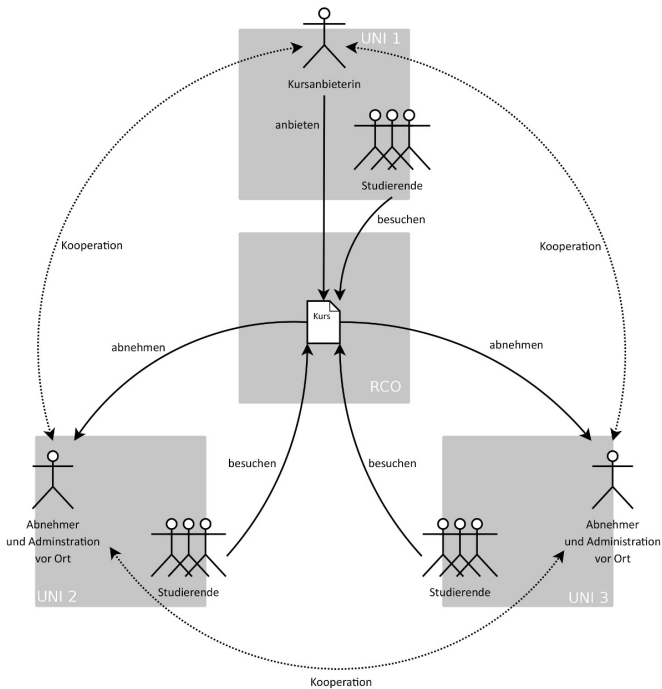 UNI 1
Kursanbieterin
anbieten
Studierende
besuchen
Kooperation
Kooperation
Kurs
abnehmen
abnehmen
RCO
besuchen
besuchen
Abnehmer
und Adminstration
vor Ort
Studierende
UNI 2
Studierende
Abnehmer
und Adminstration
vor Ort
UNI 3
Kooperation